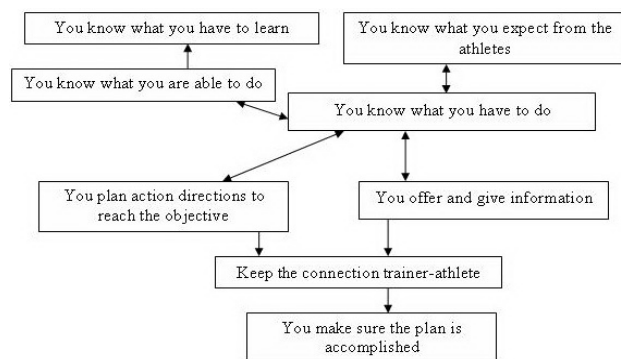 You know what you have to learn
You know what you expect from the
athletes
You know what you are able to do
You know what you have to do
You plan action directions to
reach the objective
You offer and give information
Keep the connection trainer-athlete
You make sure the plan is
accomplished